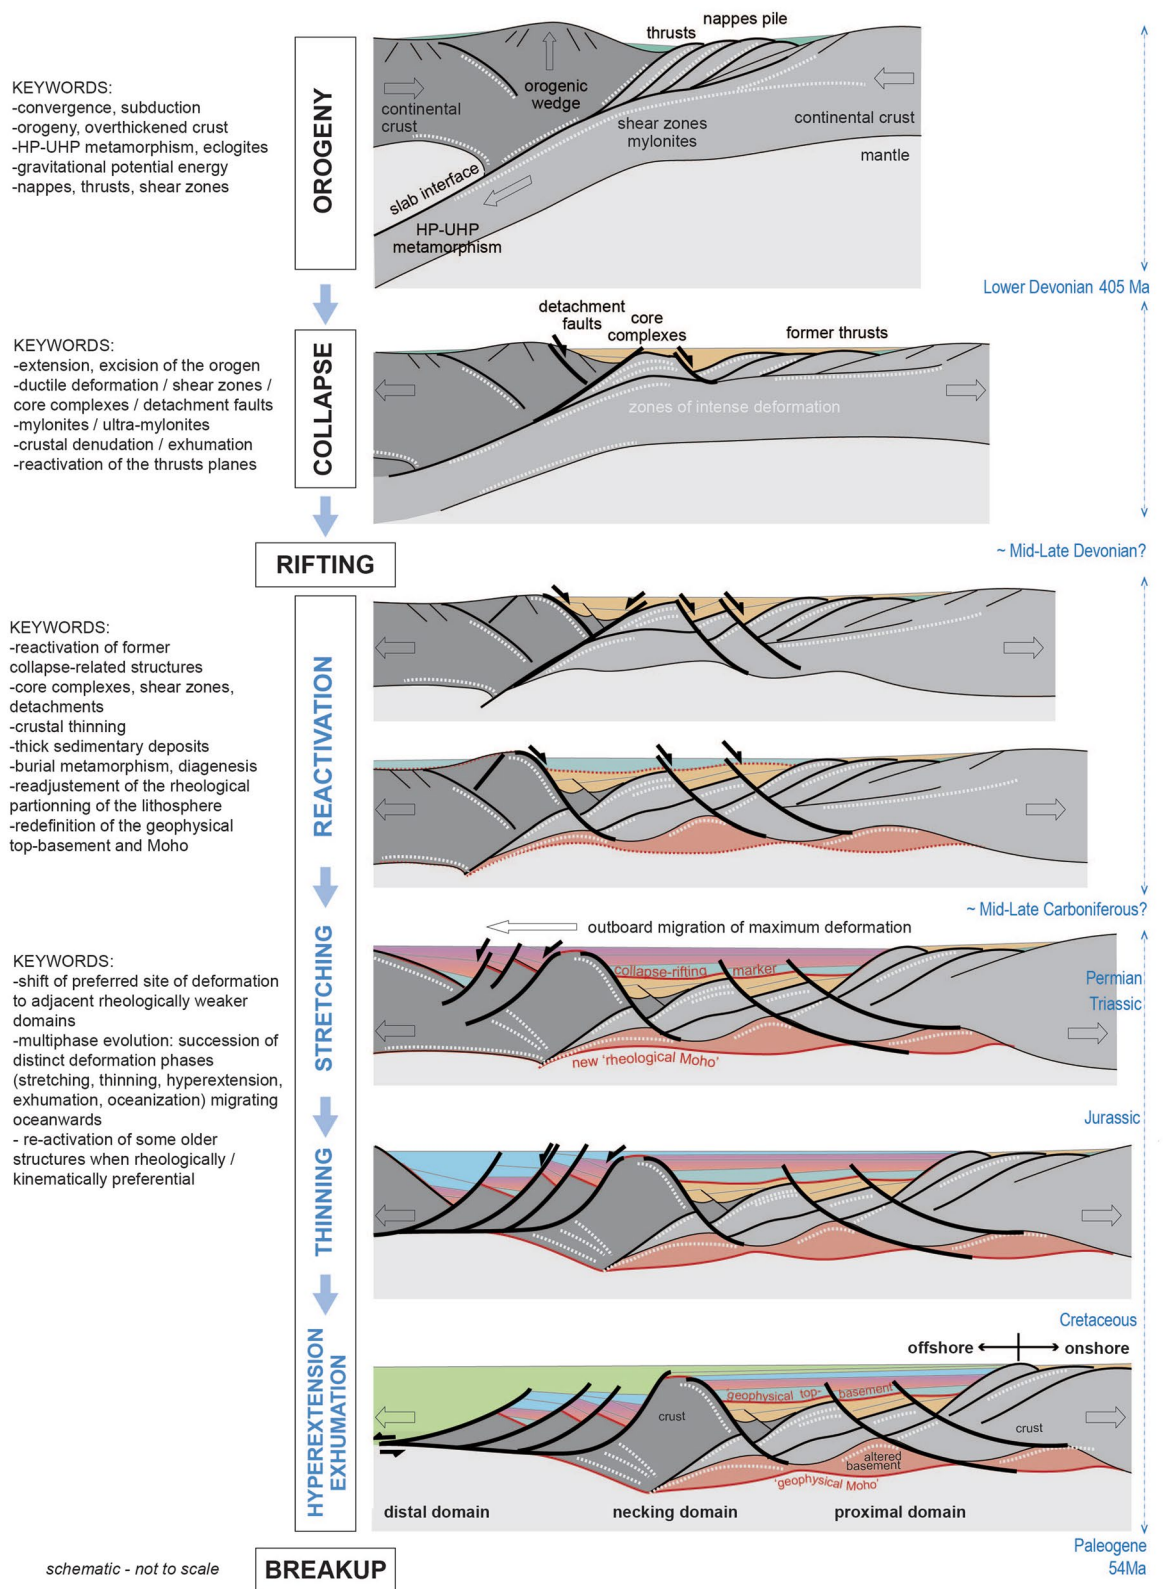 KEYWORDS:
-convergence, subduction
-orogeny, overthickened crust
-HP-UHP metamorphism, eclogites
-gravitational potential energy
-nappes, thrusts, shear zones
OROGENY
nappes pile
thrusts
orogenic
wedge
continental
crust
shear zones
mylonites
continental crust
mantle
slab interface
HP-UHP
metamorphism
Lower Devonian 405 Ma
KEYWORDS:
-extension, excision of the orogen
-ductile deformation / shear zones /
core complexes / detachment faults
-mylonites / ultra-mylonites
-crustal denudation / exhumation
-reactivation of the thrusts planes
COLLAPSE
detachment
faults
core
complexes
former thrusts
zones of intense deformation
~ Mid-Late Devonian?
RIFTING
KEYWORDS:
-reactivation of former
collapse-related structures
-core complexes, shear zones,
detachments
-crustal thinning
-thick sedimentary deposits
-burial metamorphism, diagenesis
-readjustement of the rheological
partionning of the lithosphere
-redefinition of the geophysical
top-basement and Moho
REACTIVATION
~ Mid-Late Carboniferous?
KEYWORDS:
-shift of preferred site of deformation
to adjacent rheologically weaker
domains
-multiphase evolution: succession of
distinct deformation phases
(stretching, thinning, hyperextension,
exhumation, oceanization) migrating
oceanwards
- re-activation of some older
structures when rheologically /
kinematically preferential
STRETCHING
outboard migration of maximum deformation
collapse-rifting marker
new 'rheological Moho'
Permian
Triassic
THINNING
Jurassic
HYPEREXTENSION
EXHUMATION
Cretaceous
offshore
onshore
'geophysical top- basement'
crust
crust
altered
basement
'geophysical Moho'
distal domain
necking domain
proximal domain
Paleogene
54Ma
schematic - not to scale
BREAKUP